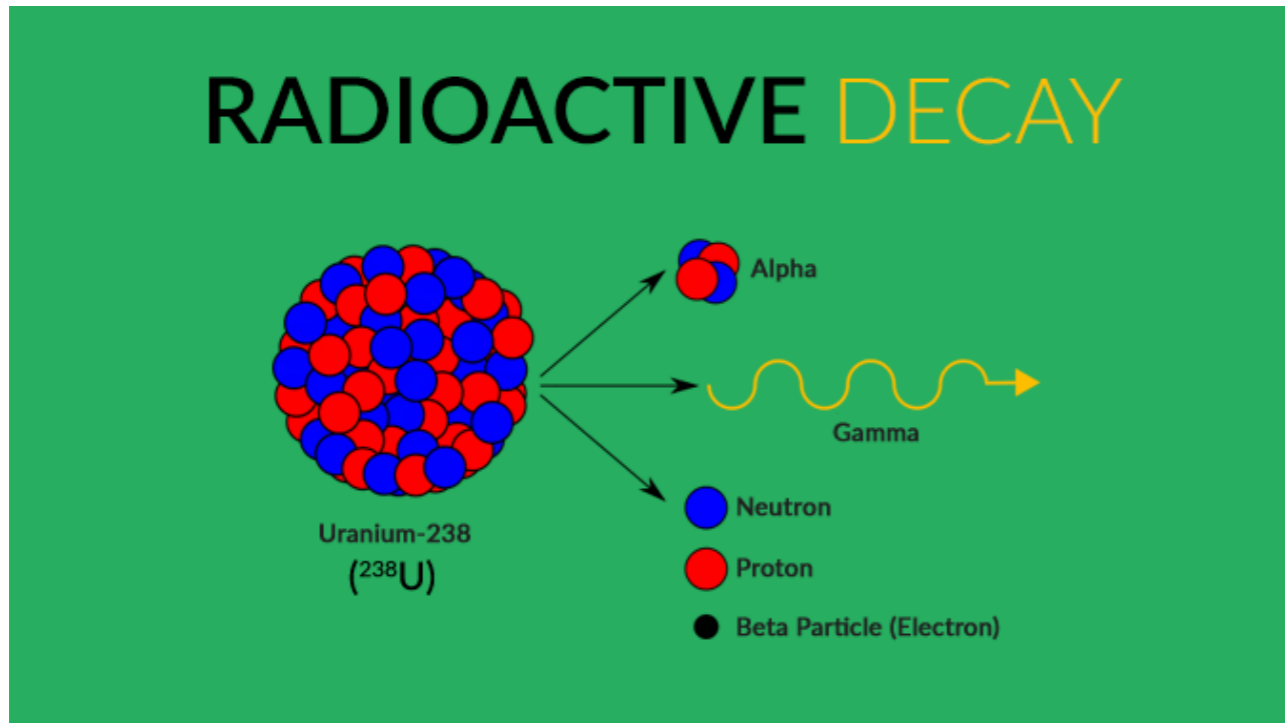 RADIOACTIVE DECAY
Alpha
Gamma
Neutron
Uranium-238
(²³⁸U)
Proton
Beta Particle (Electron)